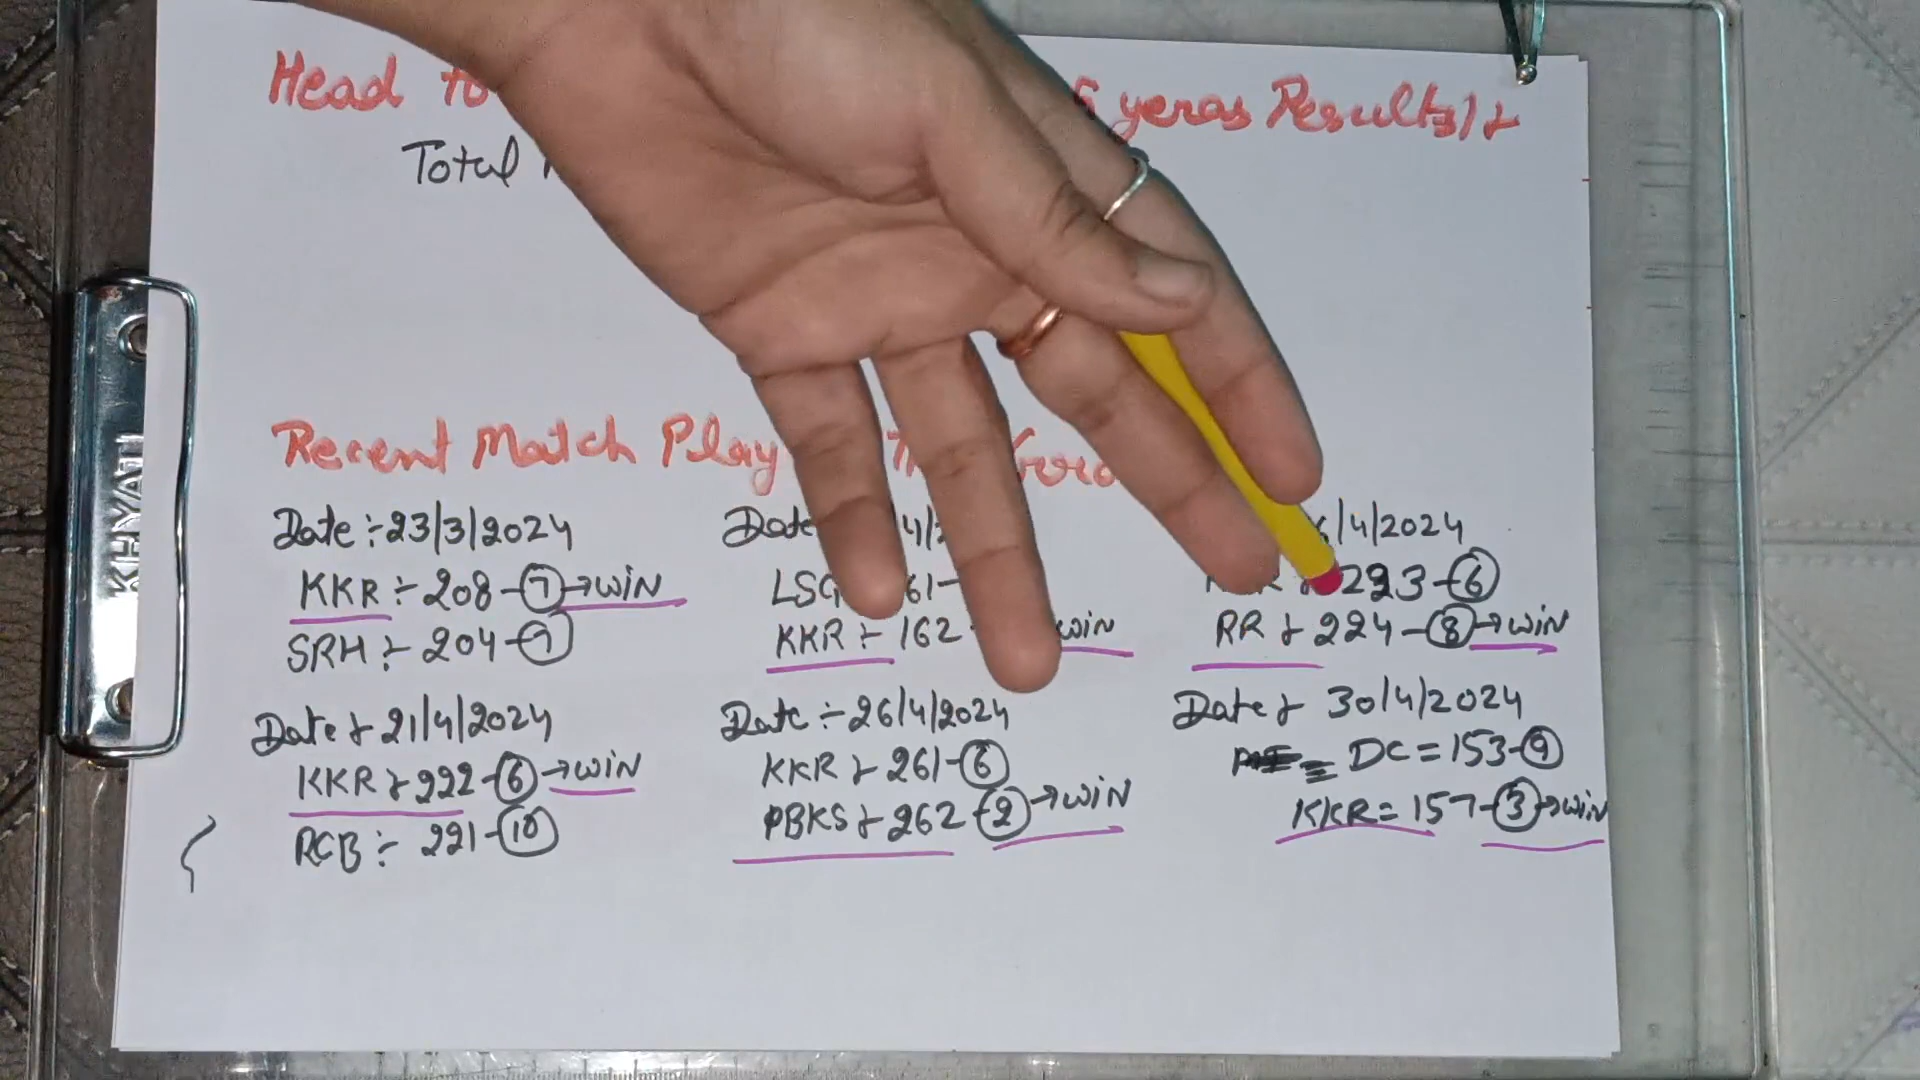 Head to 5 yeras Results)÷
Total
Recent Match Play
Date ÷ 23/3/2024
KKR ÷ 208 - 7 → WIN
SRH ÷ 204 - 7
Date
KKR ÷ 162 WIN
/4/2024
223 - 6
RR ÷ 224 - 8 → WIN
Date ÷ 21/4/2024
KKR ÷ 222 - 6 → WIN
RCB ÷ 221 - 10
Date ÷ 26/4/2024
KKR ÷ 261 - 6
PBKS ÷ 262 - 2 → WIN
Date ÷ 30/4/2024
DC = 153 - 9
KKR = 157 - 3 → WIN
KHYATI